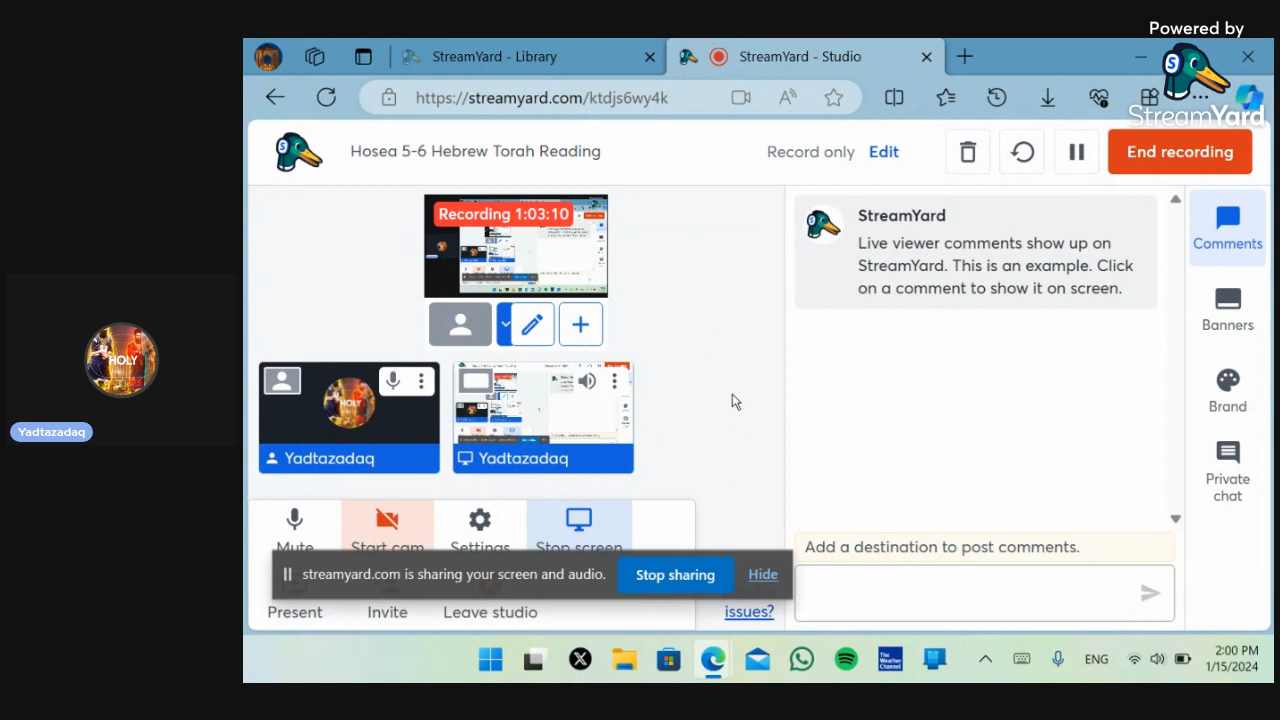 Powered by
StreamYard
StreamYard - Library
StreamYard - Studio
https://streamyard.com/ktdjs6wy4k
Hosea 5-6 Hebrew Torah Reading
Record only
Edit
End recording
Recording 1:03:10
StreamYard
Live viewer comments show up on
StreamYard. This is an example. Click
on a comment to show it on screen.
Comments
Banners
Brand
Private
chat
HOLY
Yadtazadaq
HOLY
Yadtazadaq
Yadtazadaq
Mute
Start cam
Settings
Stop screen
Add a destination to post comments.
streamyard.com is sharing your screen and audio.
Stop sharing
Hide
Present
Invite
Leave studio
issues?
The
Weather
Channel
ENG
2:00 PM
1/15/2024